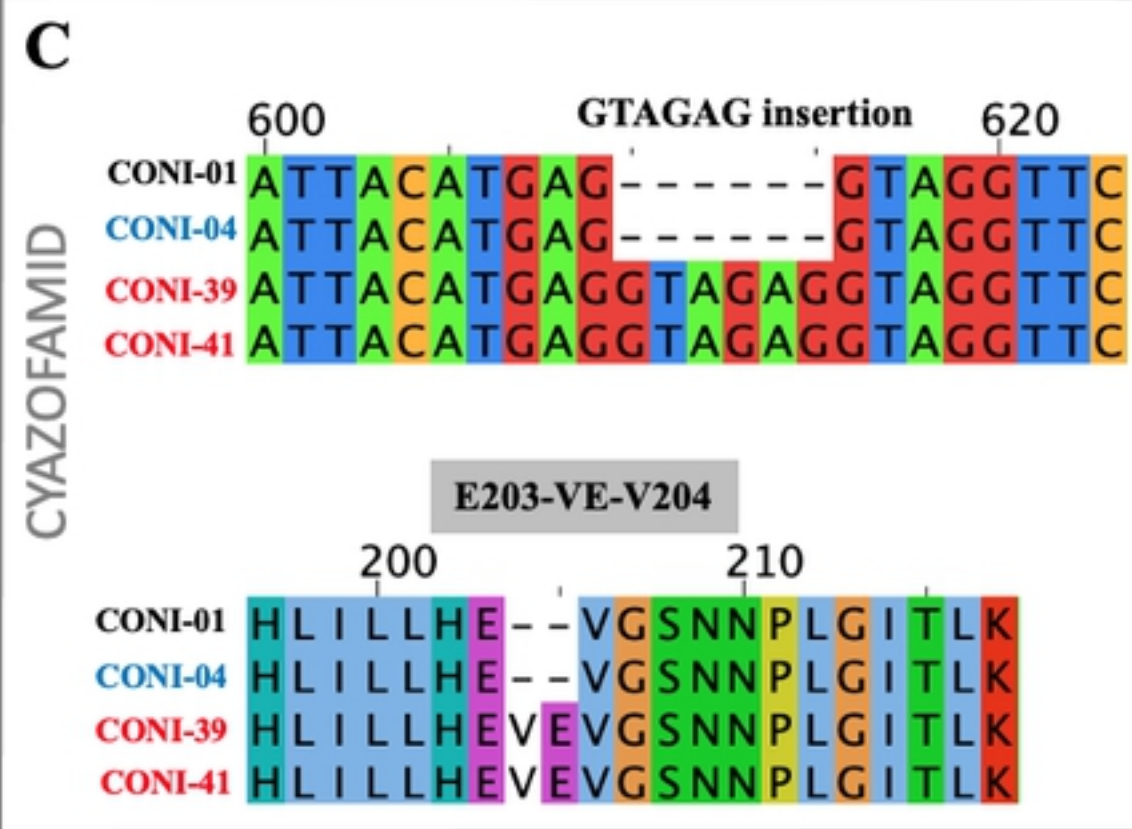 C
600 GTAGAG insertion 620
CONI-01 ATTACATGAG------GTAGGTTC
CONI-04 ATTACATGAG------GTAGGTTC
CONI-39 ATTACATGAGGTAGAGGTAGGTTC
CONI-41 ATTACATGAGGTAGAGGTAGGTTC
CYAZOFAMID
E203-VE-V204
200 210
CONI-01 HLILLHE--VGSNNPLGITLK
CONI-04 HLILLHE--VGSNNPLGITLK
CONI-39 HLILLHEVEVGSNNPLGITLK
CONI-41 HLILLHEVEVGSNNPLGITLK